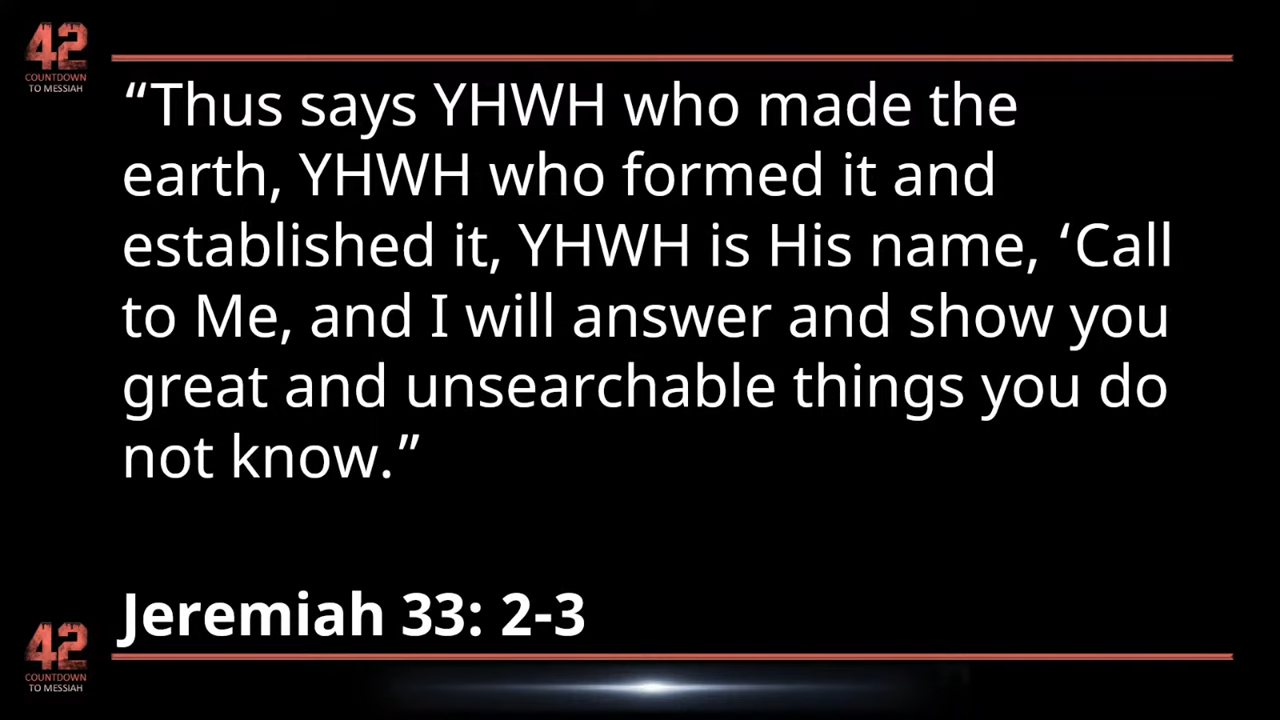 42
COUNTDOWN
TO MESSIAH
“Thus says YHWH who made the
earth, YHWH who formed it and
established it, YHWH is His name, ‘Call
to Me, and I will answer and show you
great and unsearchable things you do
not know.”
Jeremiah 33: 2-3
42
COUNTDOWN
TO MESSIAH